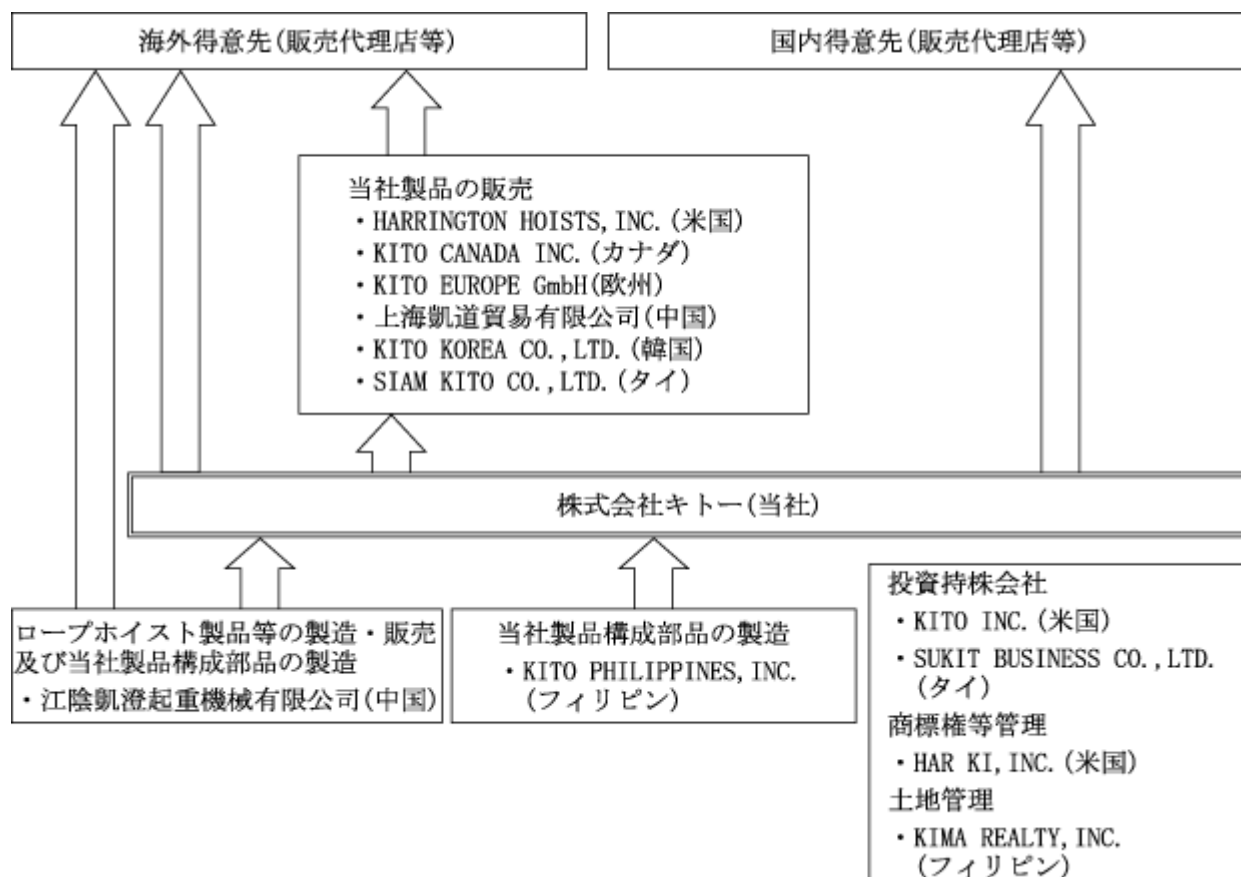 海外得意先(販売代理店等)
国内得意先(販売代理店等)
当社製品の販売
・HARRINGTON HOISTS,INC.(米国)
・KITO CANADA INC.(カナダ)
・KITO EUROPE GmbH(欧州)
・上海凱道貿易有限公司(中国)
・KITO KOREA CO.,LTD.(韓国)
・SIAM KITO CO.,LTD.(タイ)
株式会社キトー(当社)
ロープホイスト製品等の製造・販売
及び当社製品構成部品の製造
・江陰凱澄起重機械有限公司(中国)
当社製品構成部品の製造
・KITO PHILIPPINES,INC.
(フィリピン)
投資持株会社
・KITO INC.(米国)
・SUKIT BUSINESS CO.,LTD.
(タイ)
商標権等管理
・HAR KI,INC.(米国)
土地管理
・KIMA REALTY,INC.
(フィリピン)